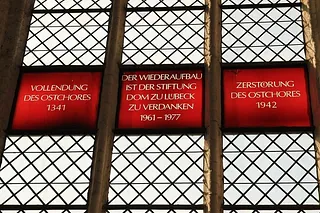 VOLLENDUNG
DES OSTCHORES
1341
DER WIEDERAUFBAU
IST DER STIFTUNG
DOM ZU LÜBECK
ZU VERDANKEN
1961–1977
ZERSTÖRUNG
DES OSTCHORES
1942